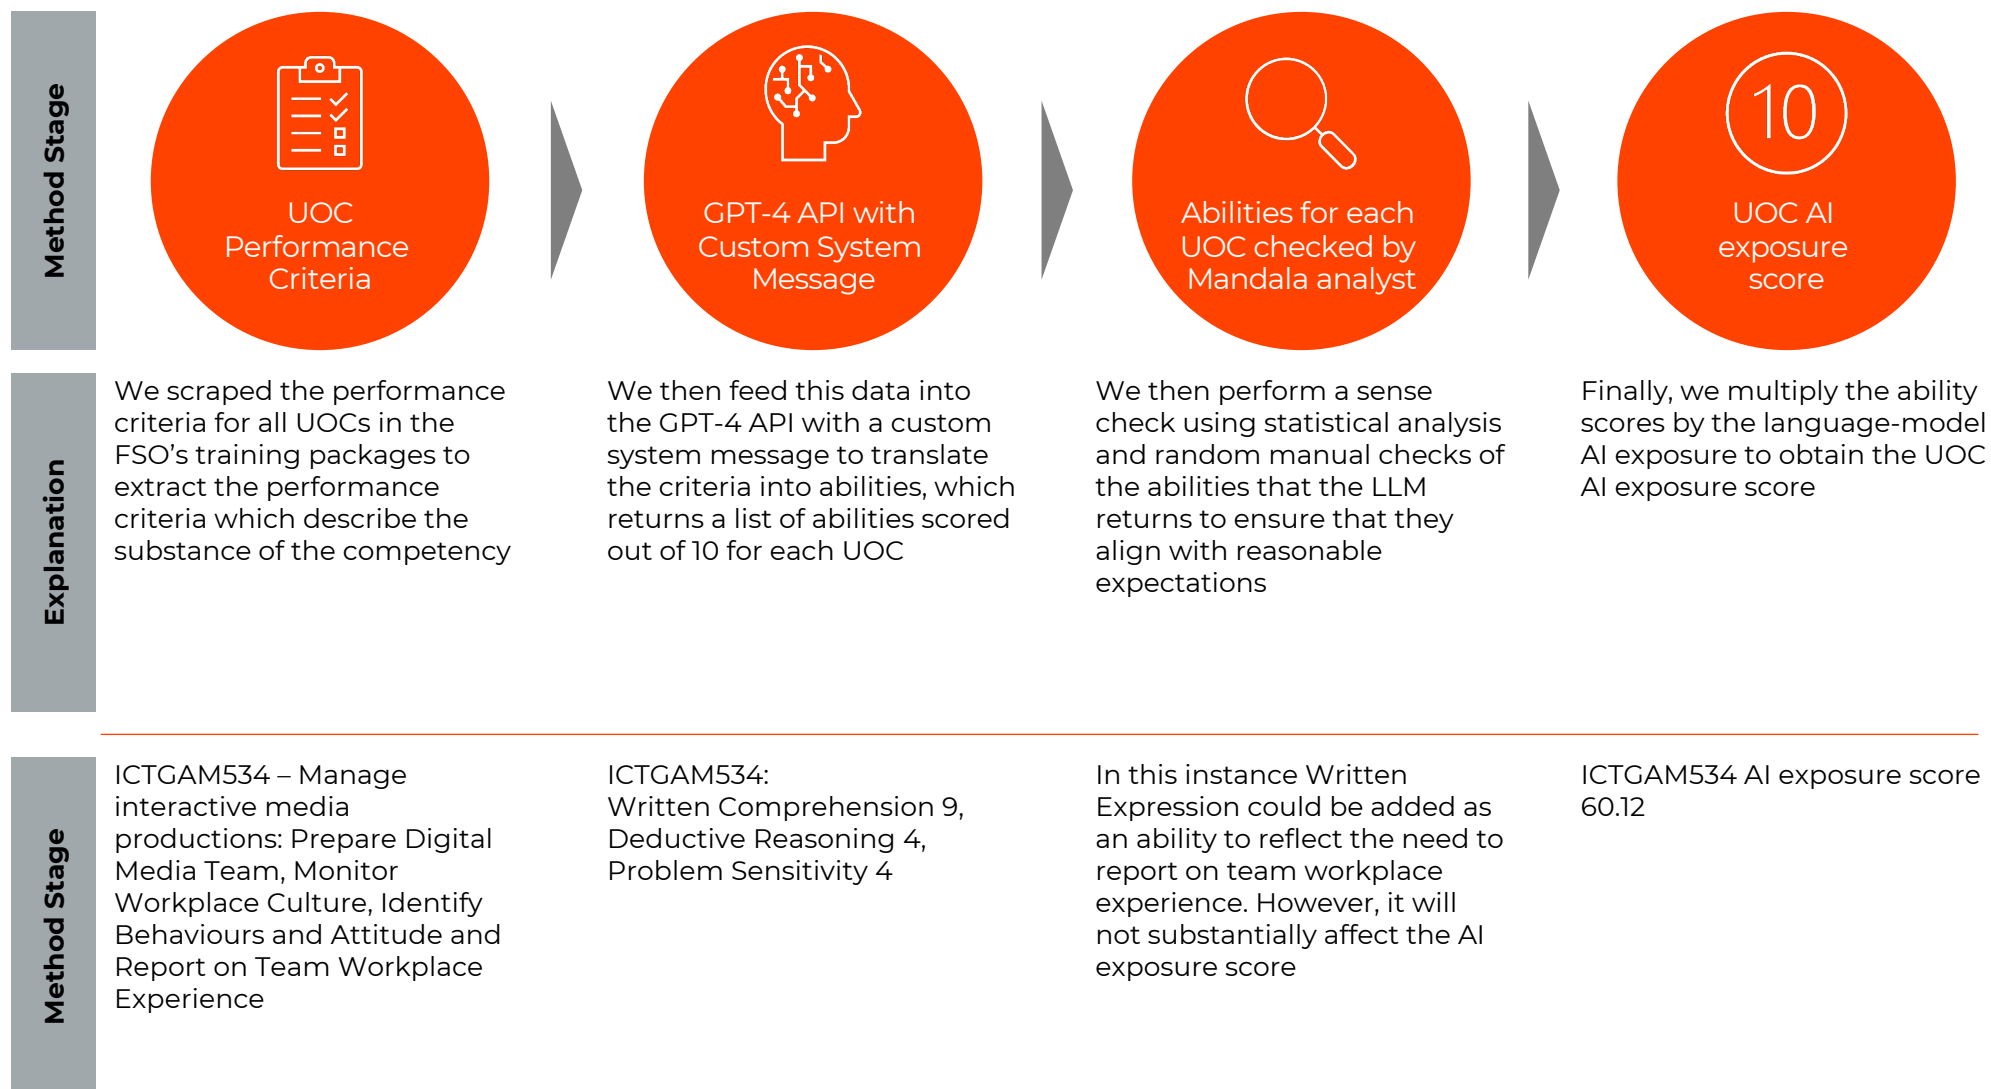 Method Stage
UOC
Performance
Criteria
GPT-4 API with
Custom System
Message
Abilities for each
UOC checked by
Mandala analyst
10
UOC AI
exposure
score
Explanation
We scraped the performance
criteria for all UOCs in the
FSO’s training packages to
extract the performance
criteria which describe the
substance of the competency
We then feed this data into
the GPT-4 API with a custom
system message to translate
the criteria into abilities, which
returns a list of abilities scored
out of 10 for each UOC
We then perform a sense
check using statistical analysis
and random manual checks of
the abilities that the LLM
returns to ensure that they
align with reasonable
expectations
Finally, we multiply the ability
scores by the language-model
AI exposure to obtain the UOC
AI exposure score
Method Stage
ICTGAM534 – Manage
interactive media
productions: Prepare Digital
Media Team, Monitor
Workplace Culture, Identify
Behaviours and Attitude and
Report on Team Workplace
Experience
ICTGAM534:
Written Comprehension 9,
Deductive Reasoning 4,
Problem Sensitivity 4
In this instance Written
Expression could be added as
an ability to reflect the need to
report on team workplace
experience. However, it will
not substantially affect the AI
exposure score
ICTGAM534 AI exposure score
60.12